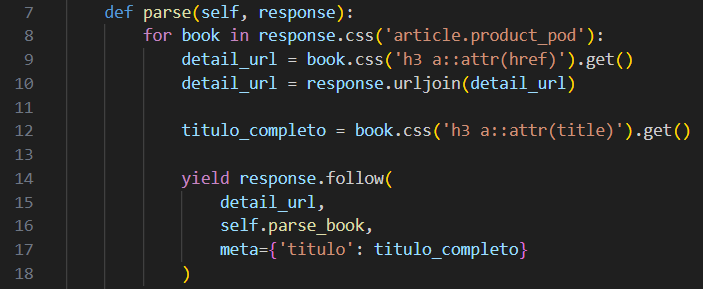 7 def parse(self, response):
8 for book in response.css('article.product_pod'):
9 detail_url = book.css('h3 a::attr(href)').get()
10 detail_url = response.urljoin(detail_url)
11
12 titulo_completo = book.css('h3 a::attr(title)').get()
13
14 yield response.follow(
15 detail_url,
16 self.parse_book,
17 meta={'titulo': titulo_completo}
18 )